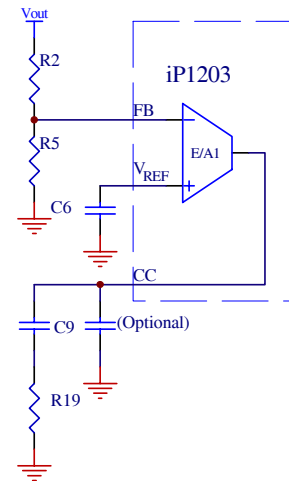 Vout
R2
iP1203
FB
R5
E/A1
VREF
C6
CC
C9
(Optional)
R19